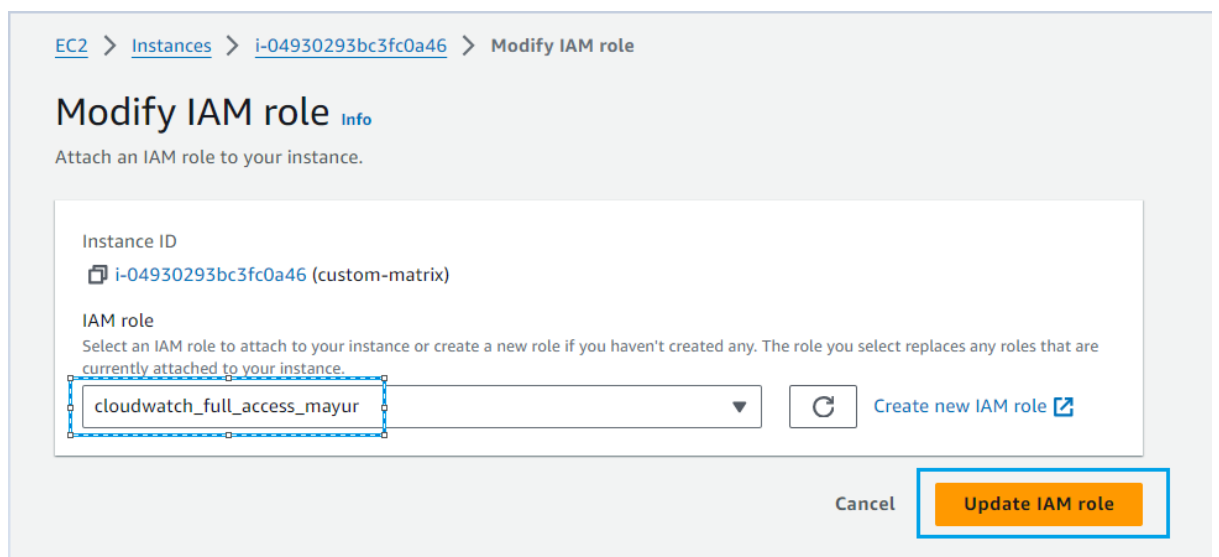 EC2 > Instances > i-04930293bc3fc0a46 > Modify IAM role
Modify IAM role Info
Attach an IAM role to your instance.
Instance ID
i-04930293bc3fc0a46 (custom-matrix)
IAM role
Select an IAM role to attach to your instance or create a new role if you haven't created any. The role you select replaces any roles that are
currently attached to your instance.
cloudwatch_full_access_mayur
Create new IAM role
Cancel
Update IAM role